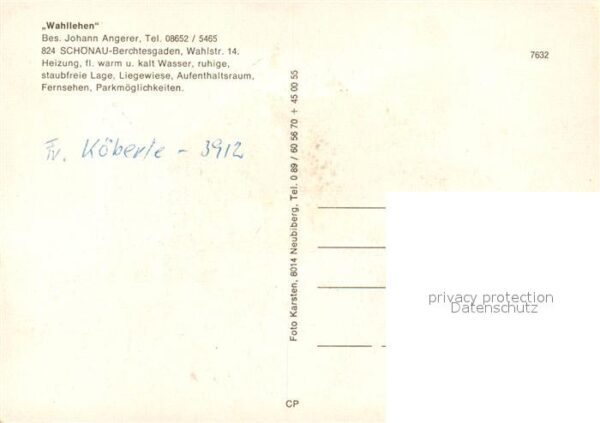 „Wahllehen“
Bes. Johann Angerer, Tel. 08652 / 5465
824 SCHÖNAU-Berchtesgaden, Wahlstr. 14.
Heizung, fl. warm u. kalt Wasser, ruhige,
staubfreie Lage, Liegewiese, Aufenthaltsraum,
Fernsehen, Parkmöglichkeiten.
7632
Fr. Köberle - 3912
Foto Karsten, 8014 Neubiberg, Tel. 0 89 / 60 56 70 + 45 00 55
privacy protection
Datenschutz
CP